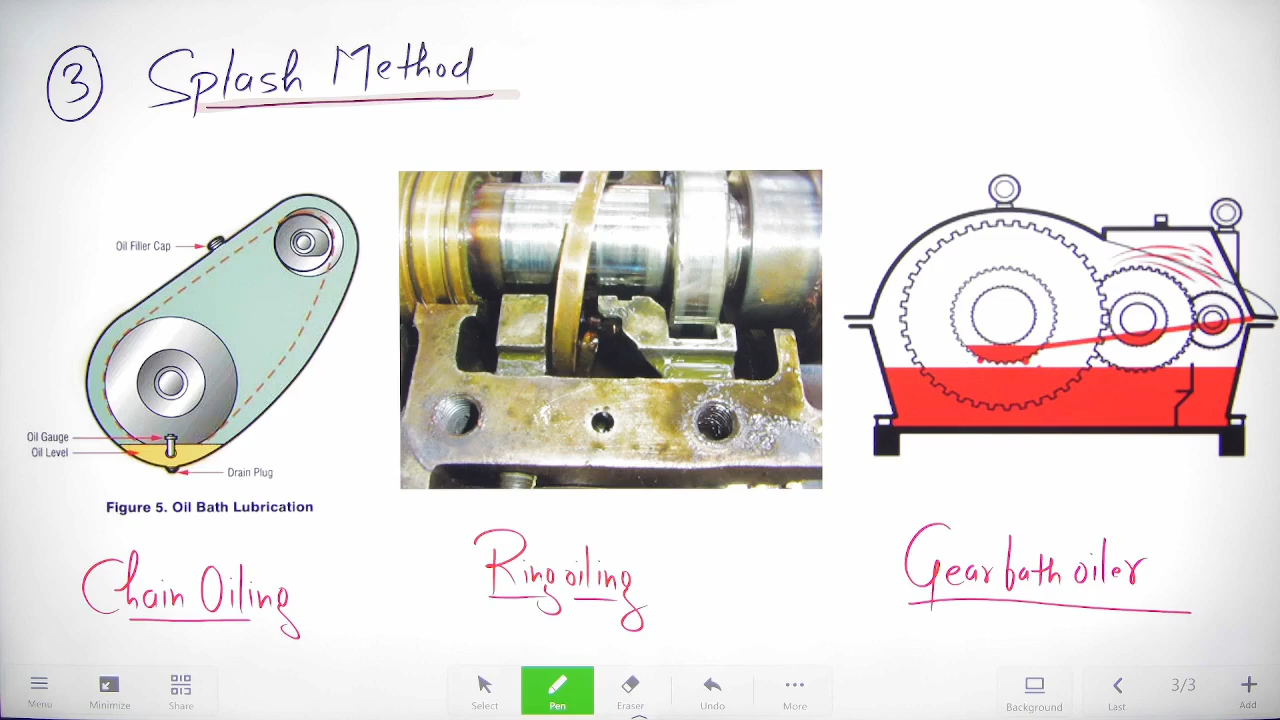 3 Splash Method
Oil Filler Cap
Oil Gauge
Oil Level
Drain Plug
Figure 5. Oil Bath Lubrication
Chain Oiling
Ring oiling
Gear bath oiler
Menu
Minimize
Share
Select
Pen
Eraser
Undo
More
Background
Last
3/3
Add